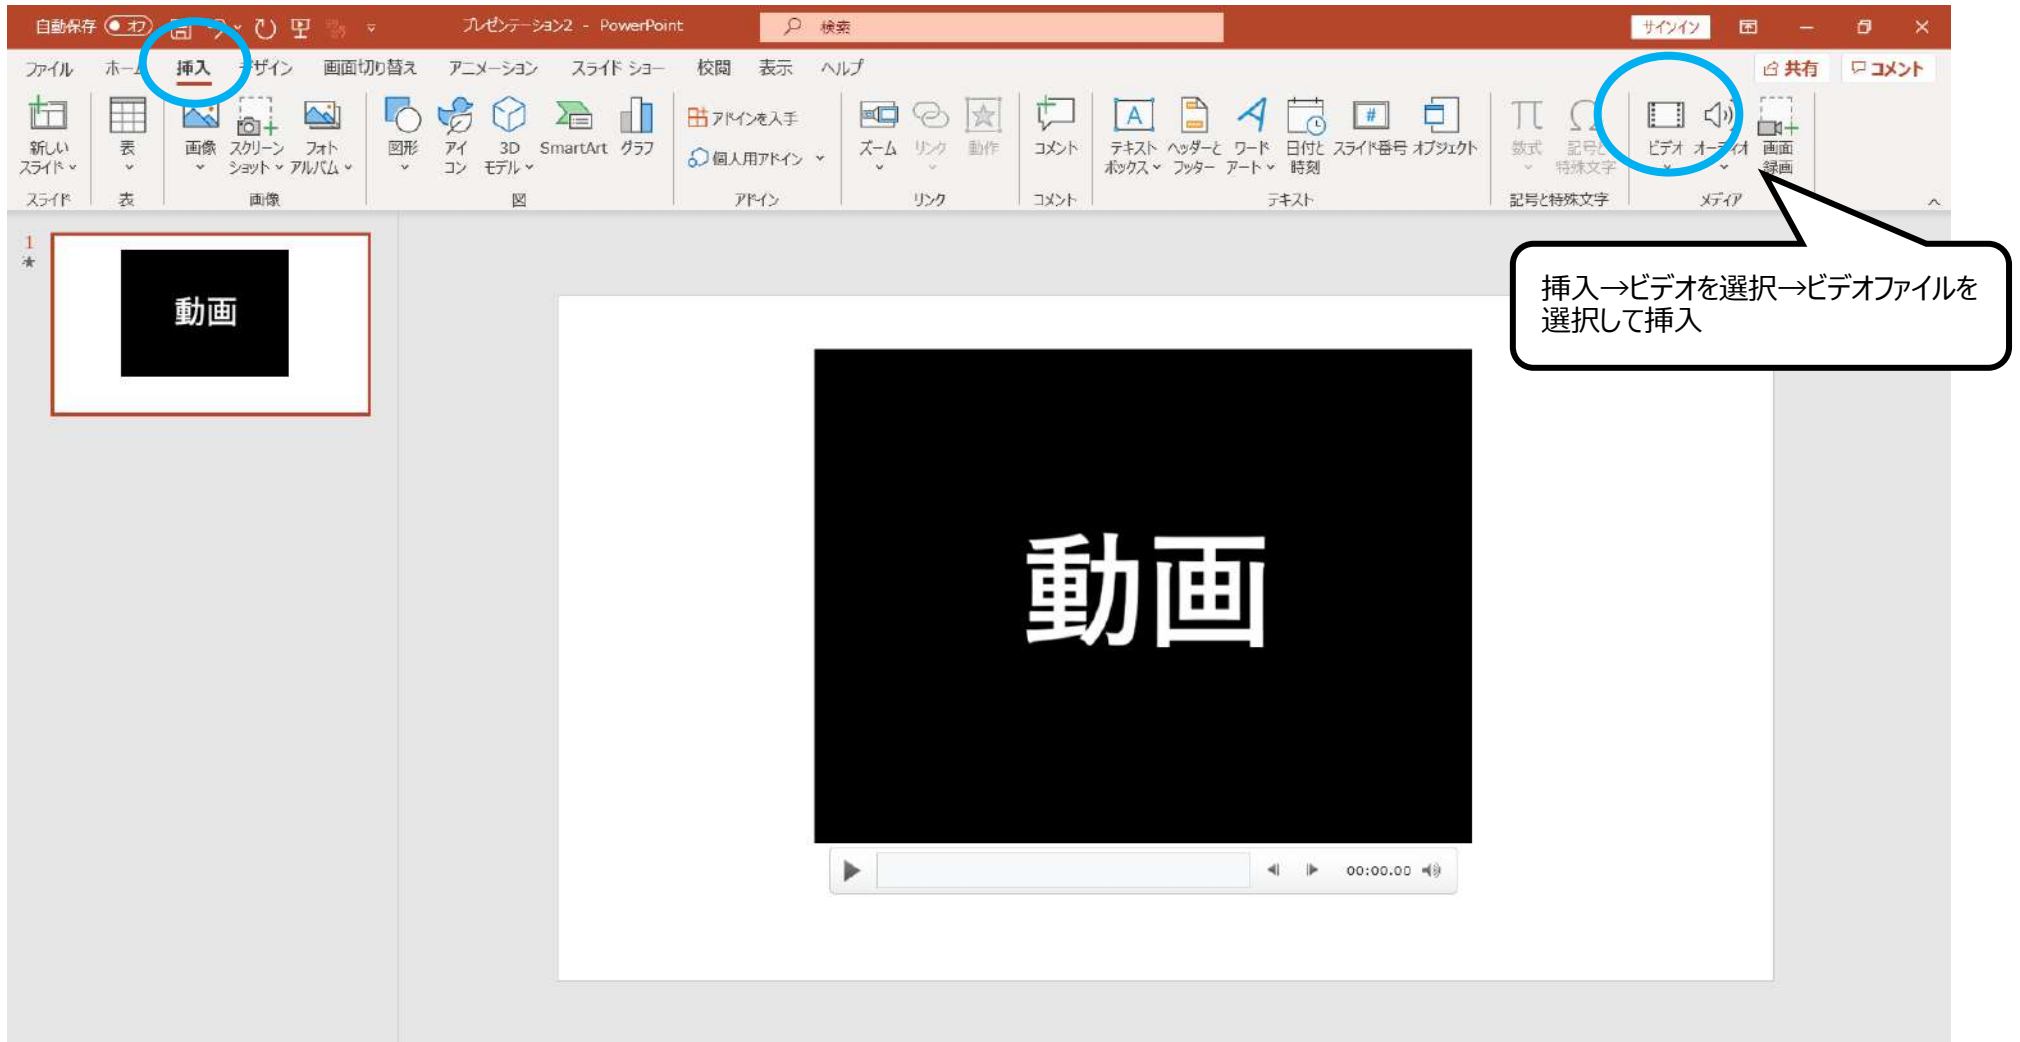 自動保存 オフ
プレゼンテーション2 - PowerPoint
検索
サインイン
ファイル ホーム 挿入 デザイン 画面切り替え アニメーション スライド ショー 校閲 表示 ヘルプ
共有 コメント
新しい
スライド
表
画像
スクリーン
ショット
フォト
アルバム
図形
アイ
コン
3D
モデル
SmartArt
グラフ
アドインを入手
個人用アドイン
ズーム
リンク
動作
コメント
テキスト
ボックス
ヘッダーと
フッター
ワード
アート
日付と
時刻
スライド番号
オブジェクト
数式
記号と
特殊文字
ビデオ
オーディオ
画面
録画
スライド 表 画像 図 アドイン リンク コメント テキスト 記号と特殊文字 メディア
1
動画
挿入→ビデオを選択→ビデオファイルを
選択して挿入
動画
00:00.00